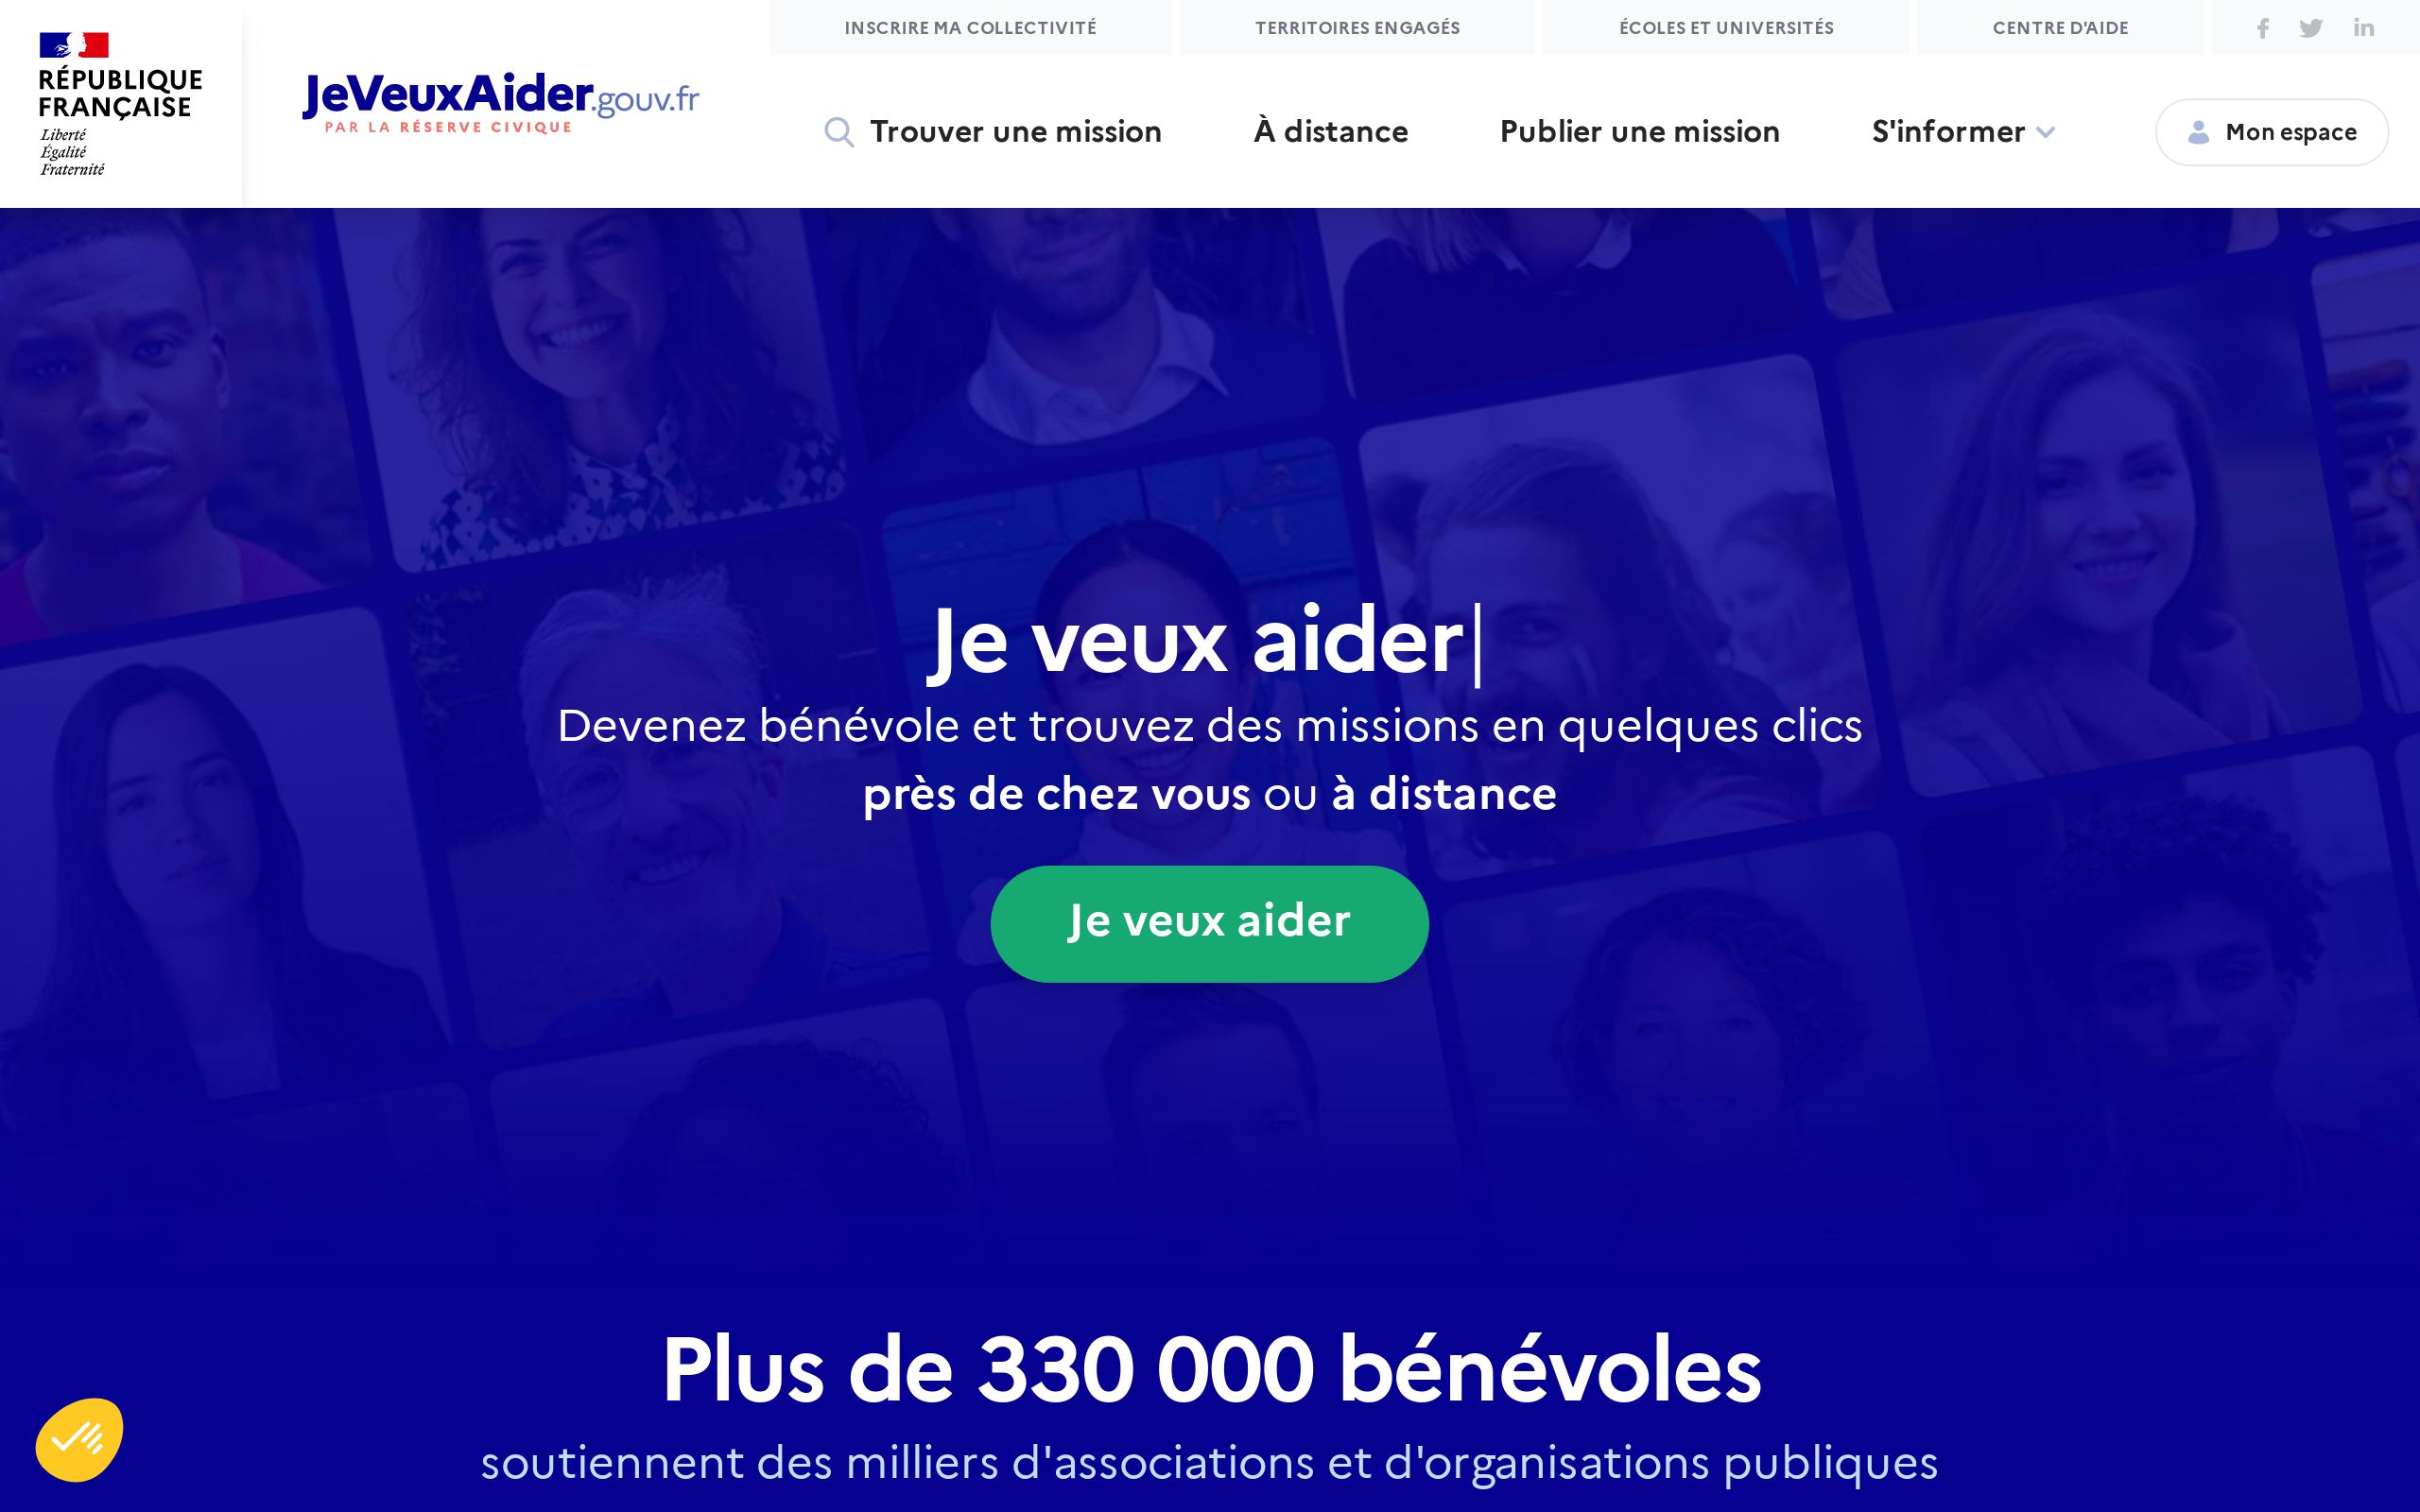 RÉPUBLIQUE
FRANÇAISE
Liberté
Égalité
Fraternité
JeVeuxAider.gouv.fr
PAR LA RÉSERVE CIVIQUE
INSCRIRE MA COLLECTIVITÉ
TERRITOIRES ENGAGÉS
ÉCOLES ET UNIVERSITÉS
CENTRE D'AIDE
Trouver une mission
À distance
Publier une mission
S'informer
Mon espace
Je veux aider
Devenez bénévole et trouvez des missions en quelques clics
près de chez vous ou à distance
Je veux aider
Plus de 330 000 bénévoles
soutiennent des milliers d'associations et d'organisations publiques